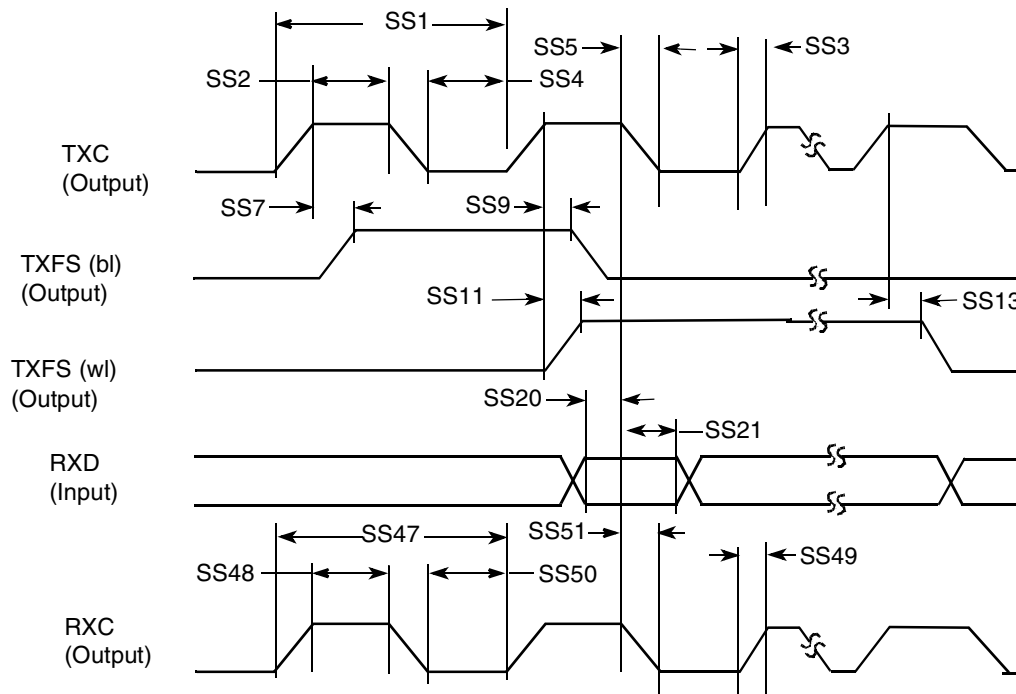 SS1
SS5
SS3
SS2
SS4
TXC
(Output)
SS7
SS9
TXFS (bl)
(Output)
SS11
SS13
TXFS (wl)
(Output)
SS20
SS21
RXD
(Input)
SS47
SS51
SS49
SS48
SS50
RXC
(Output)